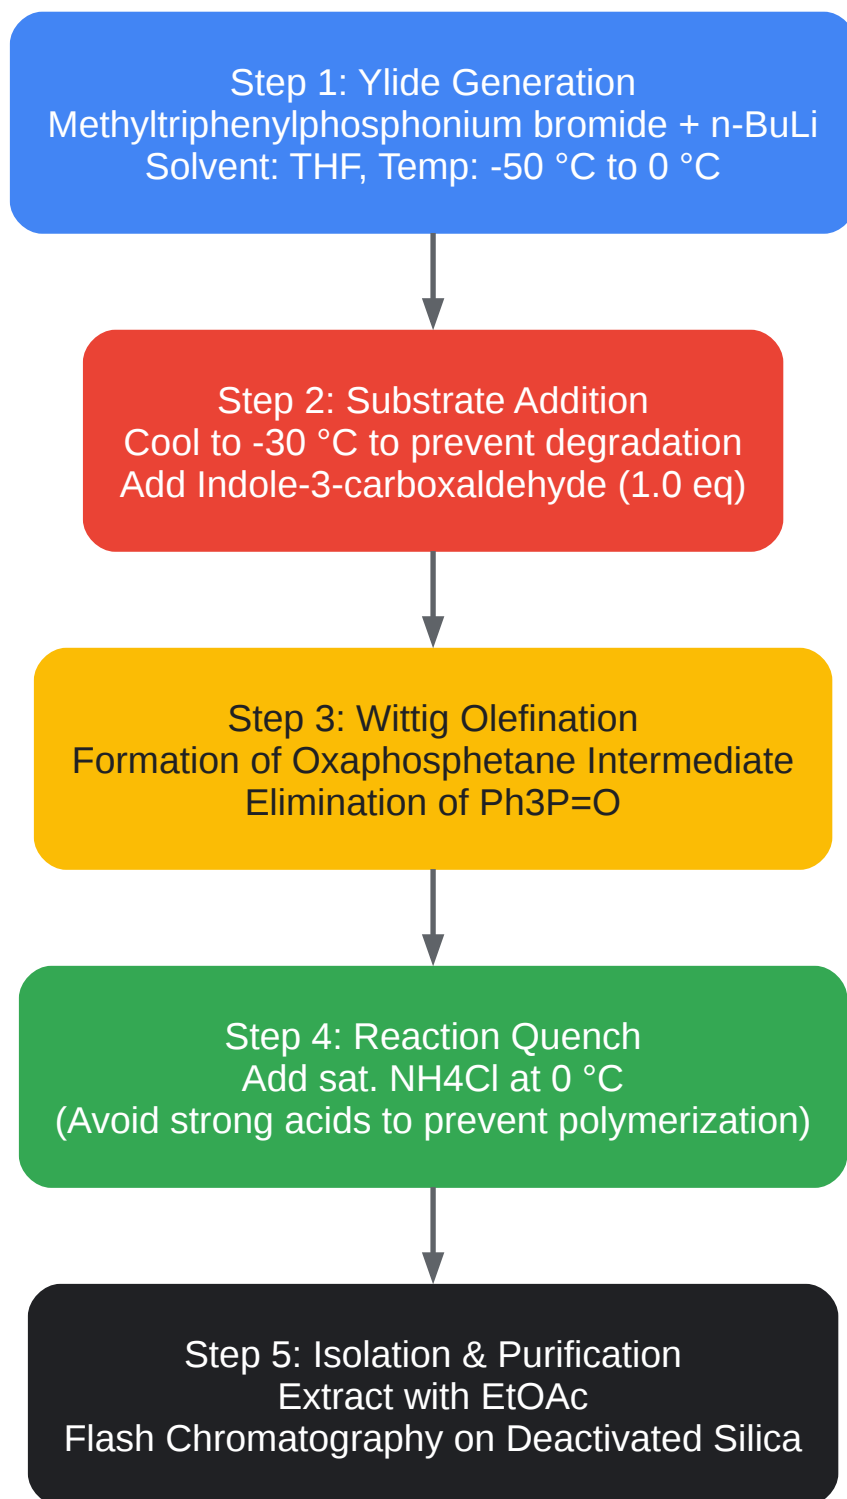 Step 1: Ylide Generation
Methyltriphenylphosphonium bromide + n-BuLi
Solvent: THF, Temp: -50 °C to 0 °C
Step 2: Substrate Addition
Cool to -30 °C to prevent degradation
Add Indole-3-carboxaldehyde (1.0 eq)
Step 3: Wittig Olefination
Formation of Oxaphosphetane Intermediate
Elimination of Ph3P=O
Step 4: Reaction Quench
Add sat. NH4Cl at 0 °C
(Avoid strong acids to prevent polymerization)
Step 5: Isolation & Purification
Extract with EtOAc
Flash Chromatography on Deactivated Silica